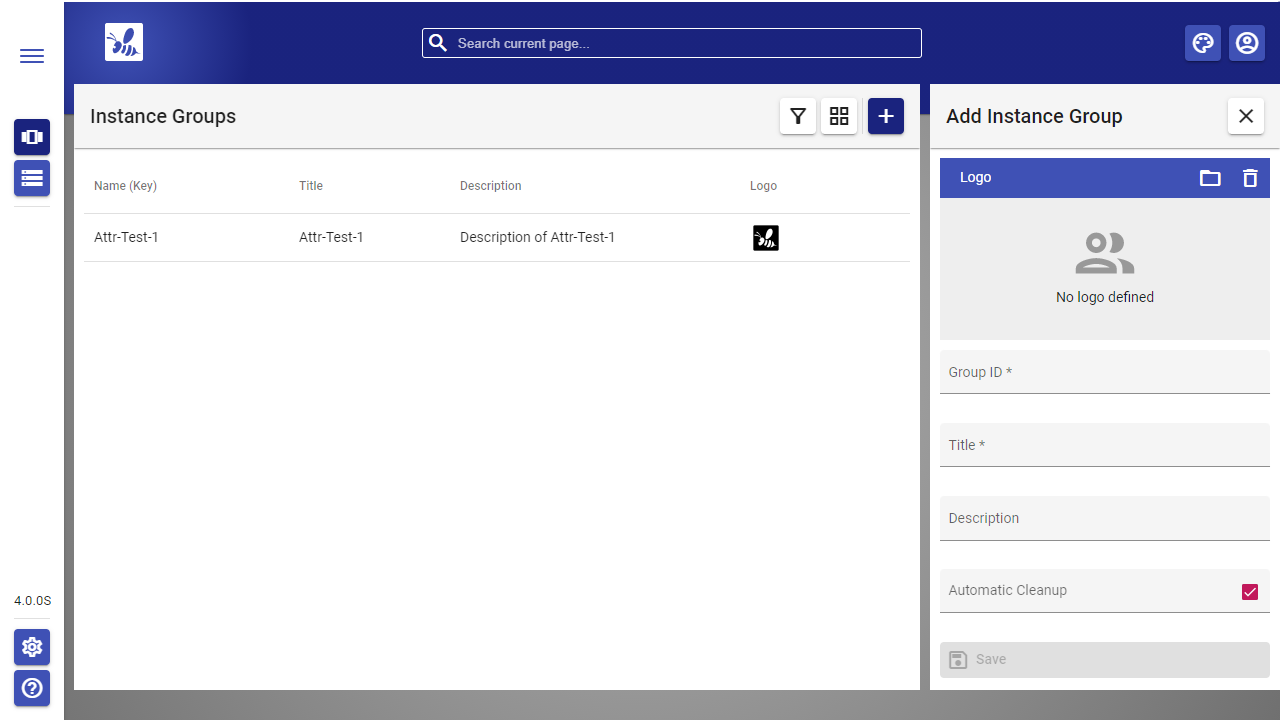 Search current page...
Instance Groups
Add Instance Group
Logo
Name (Key) Title Description Logo
Attr-Test-1 Attr-Test-1 Description of Attr-Test-1
No logo defined
Group ID *
Title *
Description
Automatic Cleanup
Save
4.0.0S